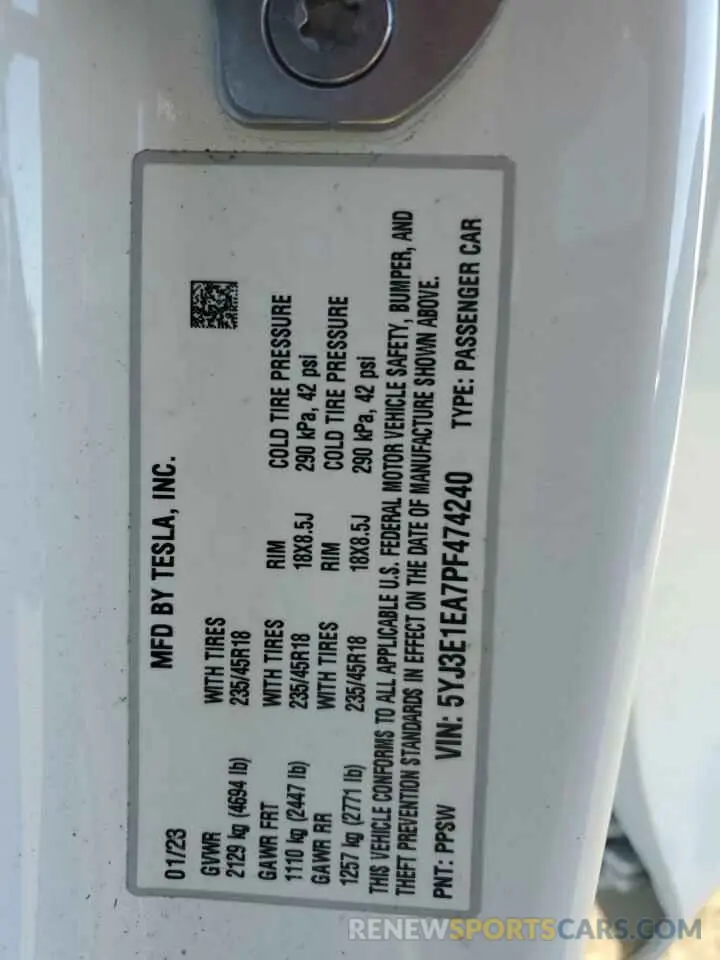 MFD BY TESLA, INC.
01/23
GVWR WITH TIRES
2129 kg (4694 lb) 235/45R18
GAWR FRT WITH TIRES RIM COLD TIRE PRESSURE
1110 kg (2447 lb) 235/45R18 18X8.5J 290 kPa, 42 psi
GAWR RR WITH TIRES RIM COLD TIRE PRESSURE
1257 kg (2771 lb) 235/45R18 18X8.5J 290 kPa, 42 psi
THIS VEHICLE CONFORMS TO ALL APPLICABLE U.S. FEDERAL MOTOR VEHICLE SAFETY, BUMPER, AND
THEFT PREVENTION STANDARDS IN EFFECT ON THE DATE OF MANUFACTURE SHOWN ABOVE.
PNT: PPSW VIN: 5YJ3E1EA7PF474240 TYPE: PASSENGER CAR
RENEWSPORTSCARS.COM